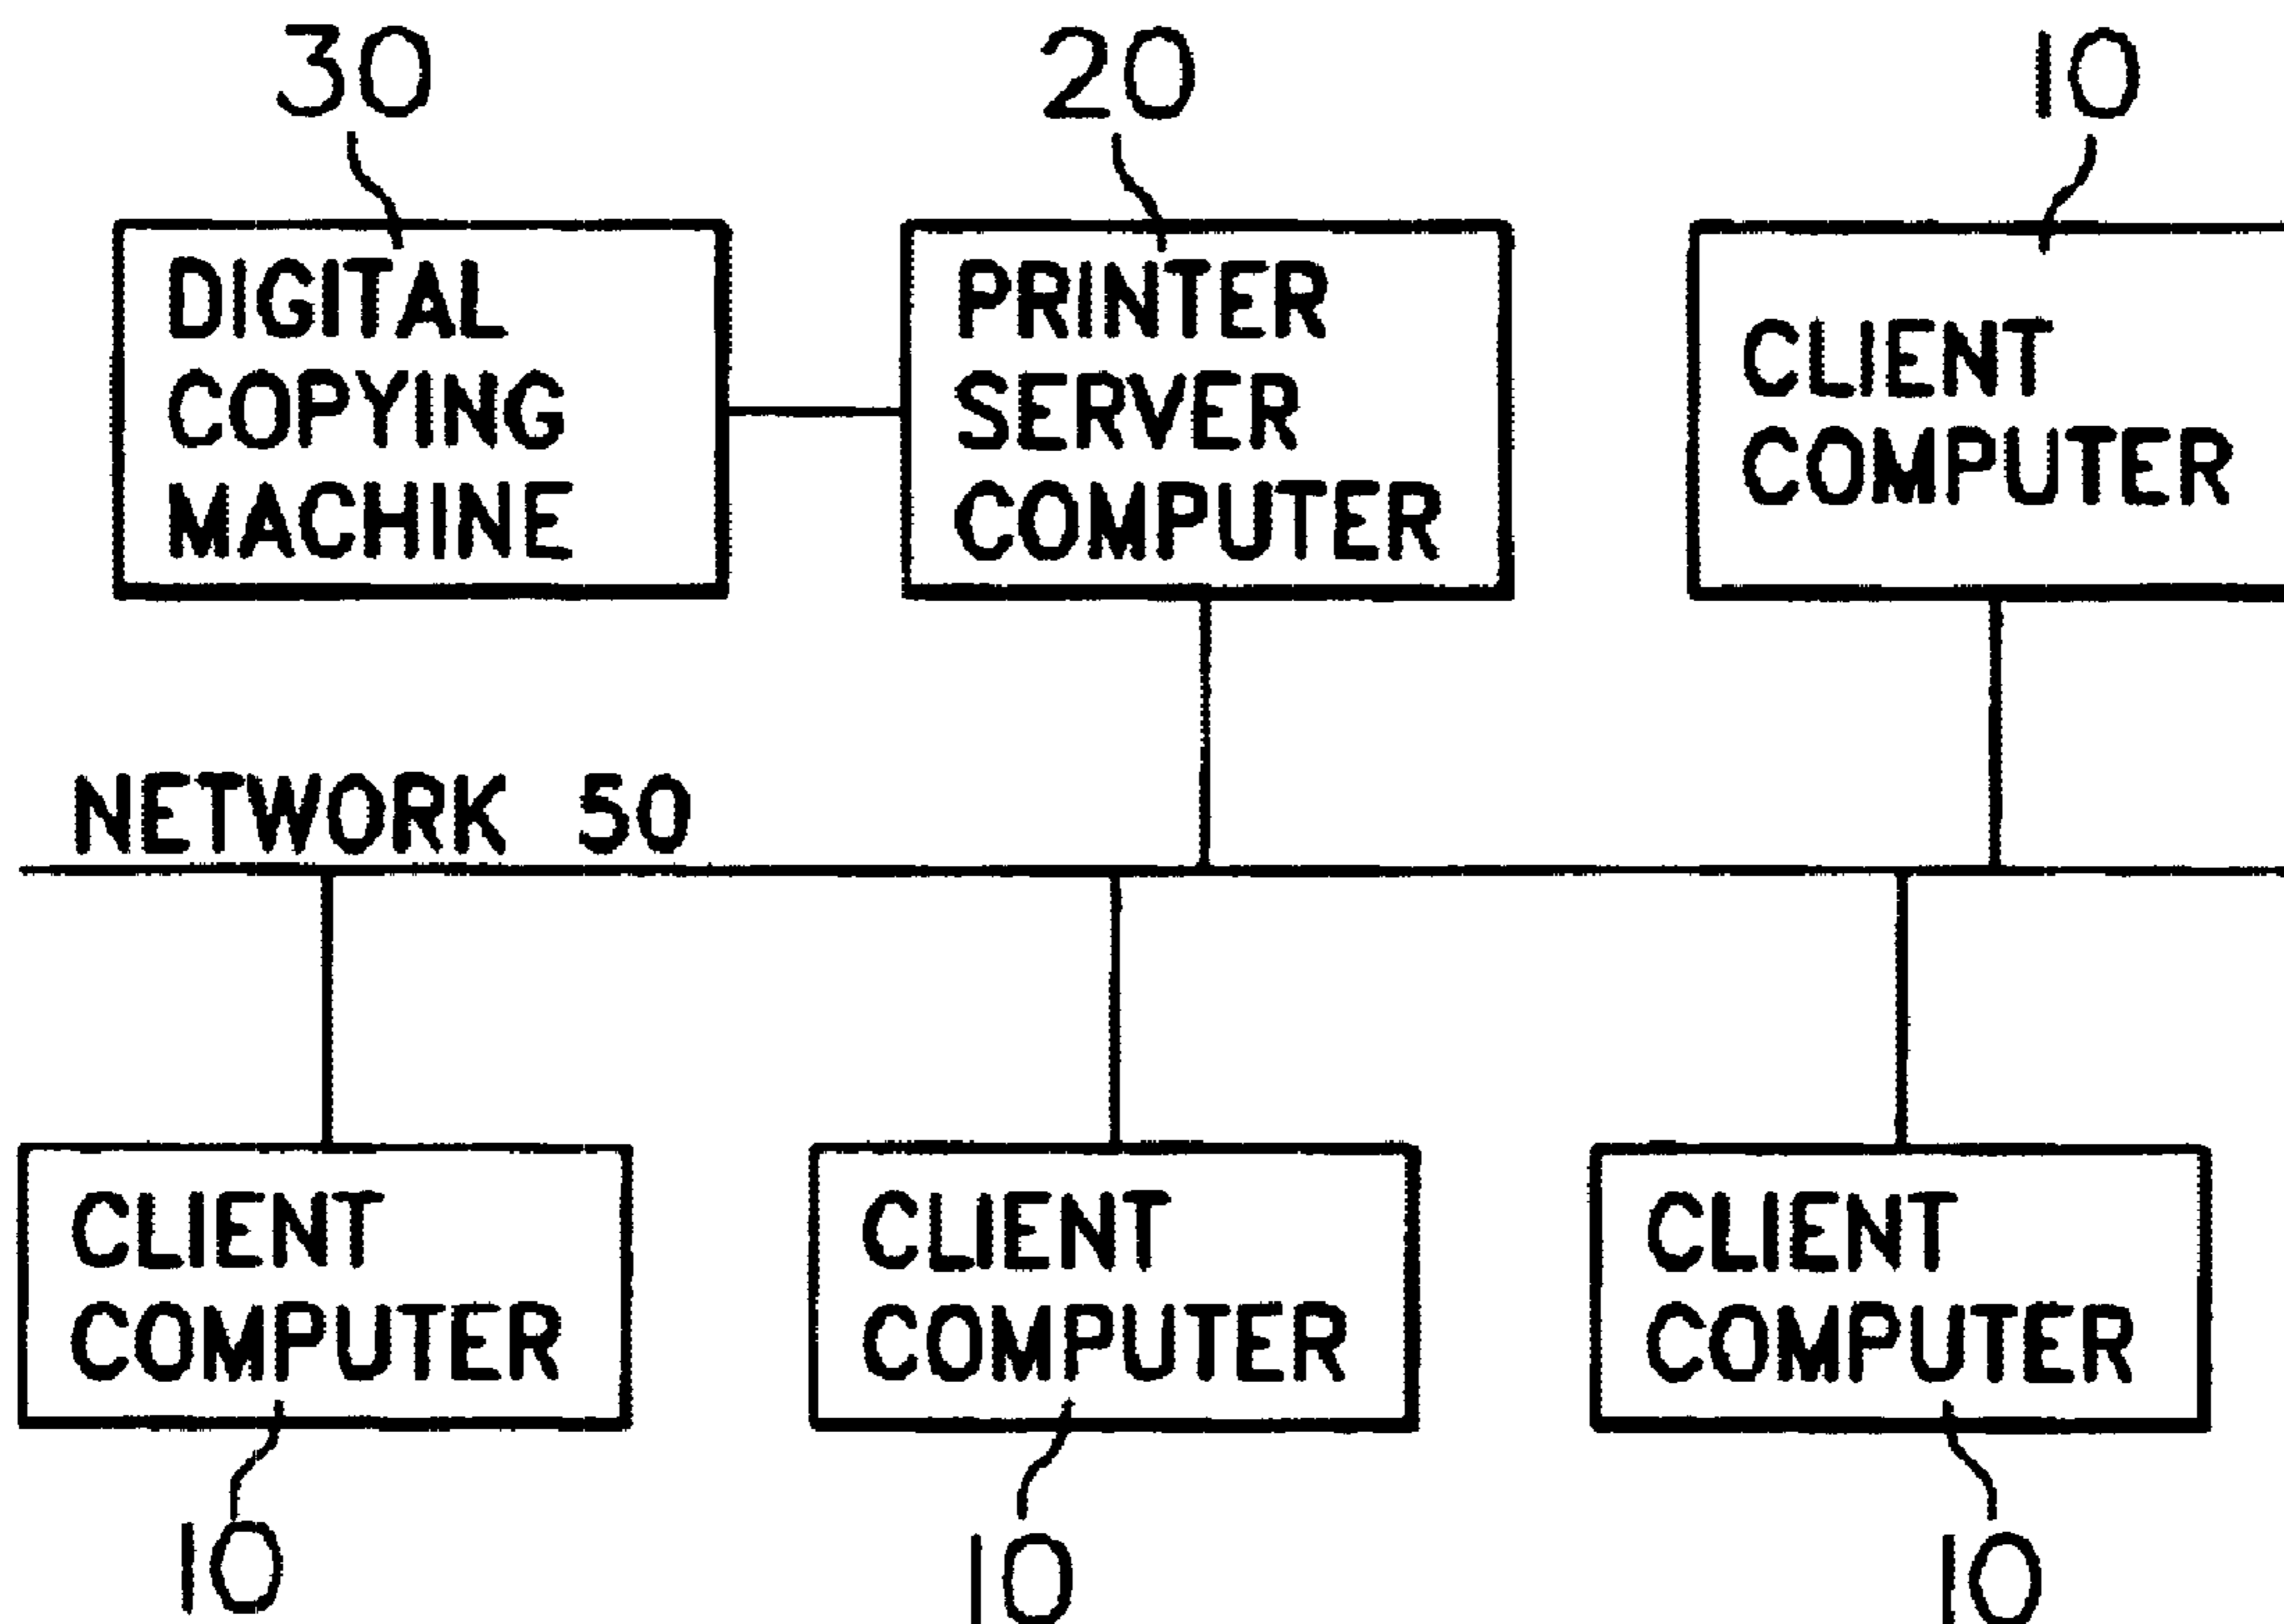 30
20
10
DIGITAL
COPYING
MACHINE
PRINTER
SERVER
COMPUTER
CLIENT
COMPUTER
NETWORK 50
CLIENT
COMPUTER
CLIENT
COMPUTER
CLIENT
COMPUTER
10
10
10